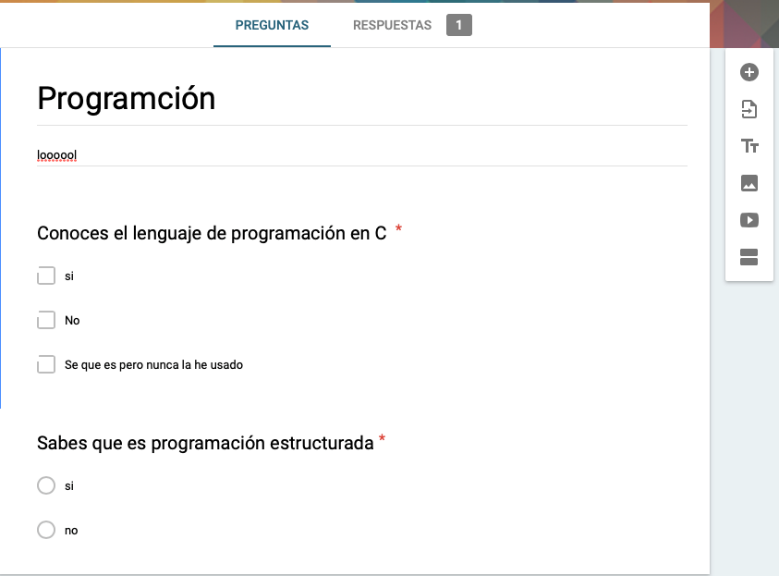 PREGUNTAS RESPUESTAS 1
Programción
loooool
Conoces el lenguaje de programación en C *
si
No
Se que es pero nunca la he usado
Sabes que es programación estructurada *
si
no